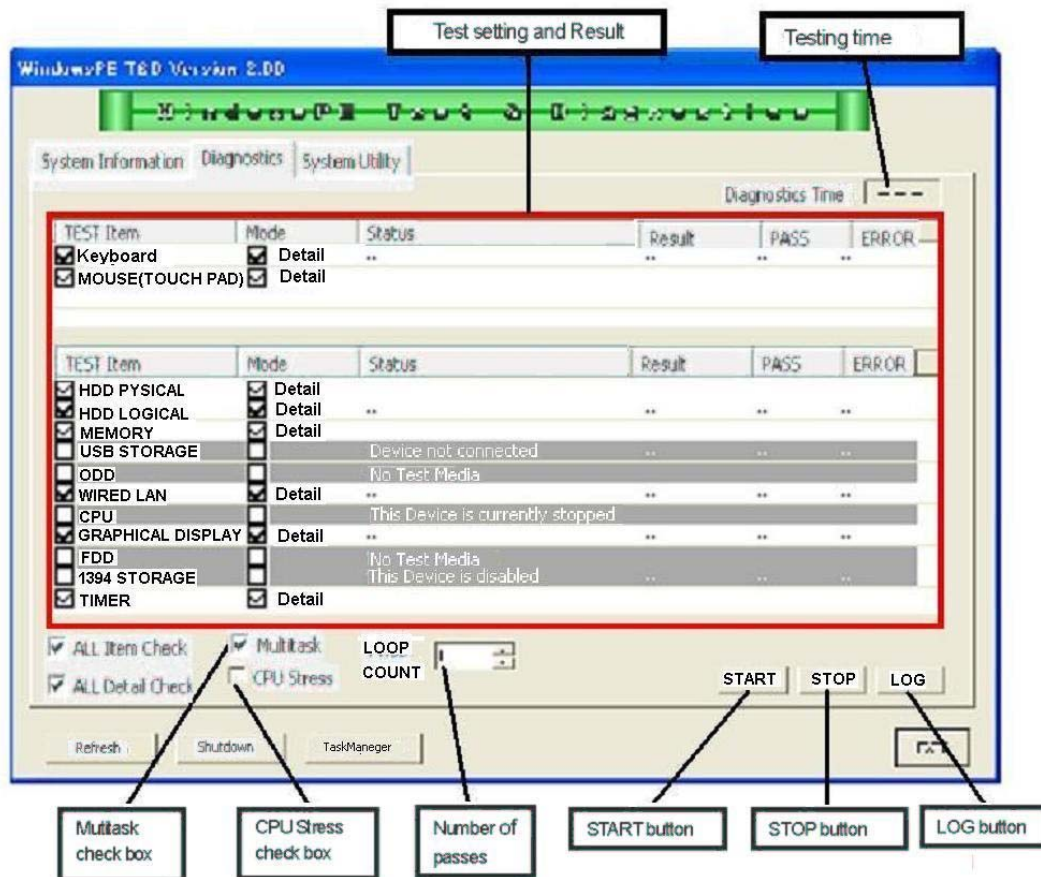 Test setting and Result
Testing time
WindowsPE T&D Version 2.00
System Information Diagnostics System Utility
Diagnostics Time ---
TEST Item Mode Status Result PASS ERROR
Keyboard Detail .. .. .. ..
MOUSE(TOUCH PAD) Detail
TEST Item Mode Status Result PASS ERROR
HDD PYSICAL Detail
HDD LOGICAL Detail .. .. .. ..
MEMORY Detail
USB STORAGE Device not connected .. .. ..
ODD No Test Media
WIRED LAN Detail .. .. .. ..
CPU This Device is currently stopped
GRAPHICAL DISPLAY Detail .. .. .. ..
FDD No Test Media
1394 STORAGE This Device is disabled .. .. ..
TIMER Detail
ALL Item Check Multitask LOOP COUNT
ALL Detail Check CPU Stress START STOP LOG
Refresh Shutdown TaskManeger
Mutitask check box
CPU Stress check box
Number of passes
START button
STOP button
LOG button